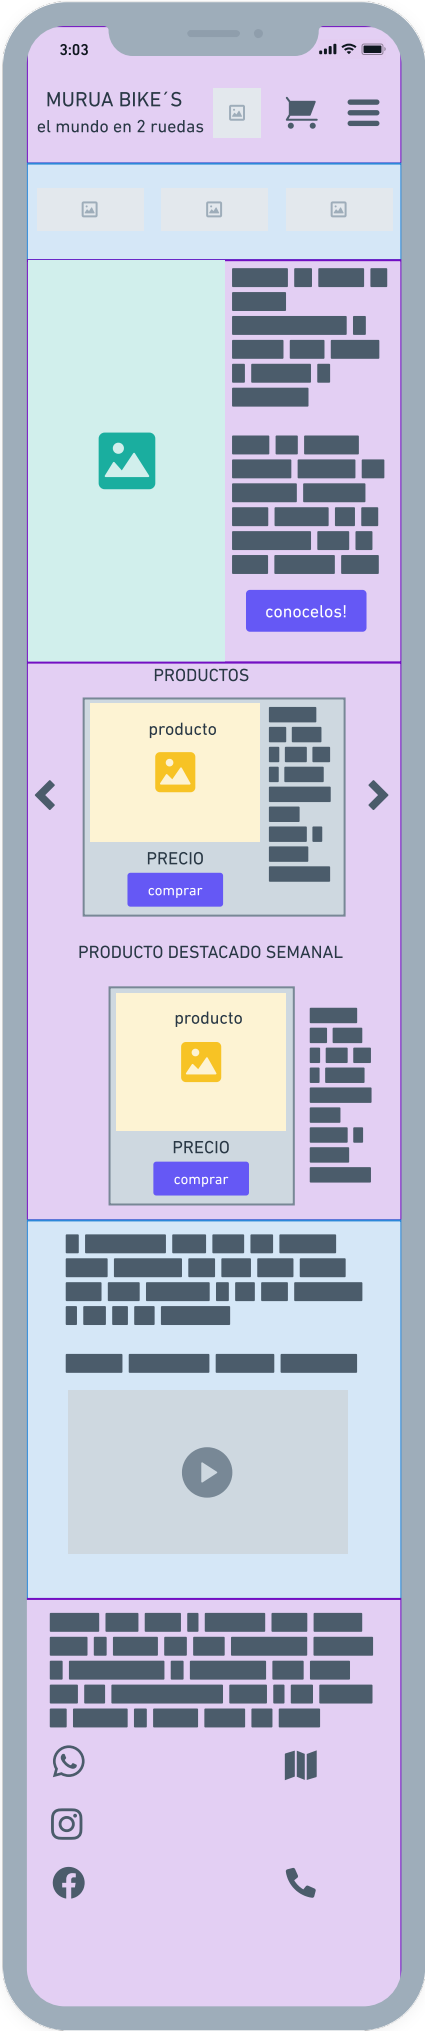 3:03
MURUA BIKE´S
el mundo en 2 ruedas
conocelos!
PRODUCTOS
producto
PRECIO
comprar
PRODUCTO DESTACADO SEMANAL
producto
PRECIO
comprar